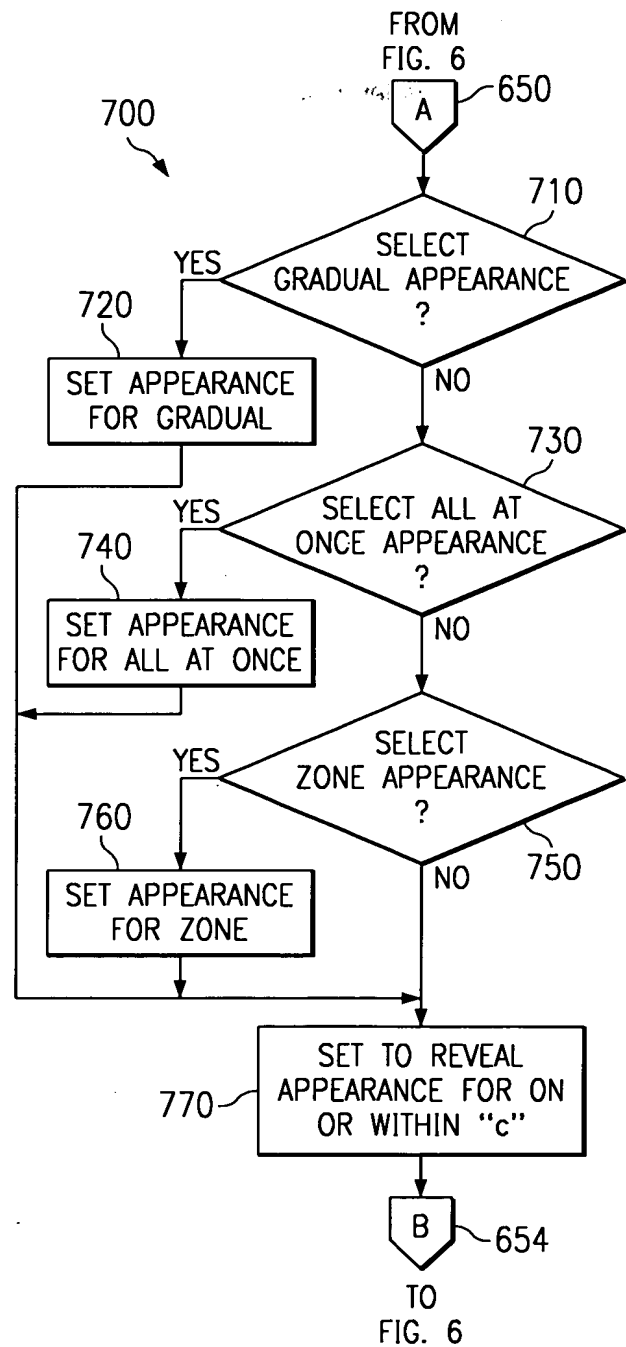 FROM
FIG. 6
A
650
700
710
SELECT
GRADUAL APPEARANCE
?
YES
NO
720
SET APPEARANCE
FOR GRADUAL
730
SELECT ALL AT
ONCE APPEARANCE
?
YES
NO
740
SET APPEARANCE
FOR ALL AT ONCE
SELECT
ZONE APPEARANCE
?
YES
NO
750
760
SET APPEARANCE
FOR ZONE
SET TO REVEAL
APPEARANCE FOR ON
OR WITHIN "c"
770
B
654
TO
FIG. 6